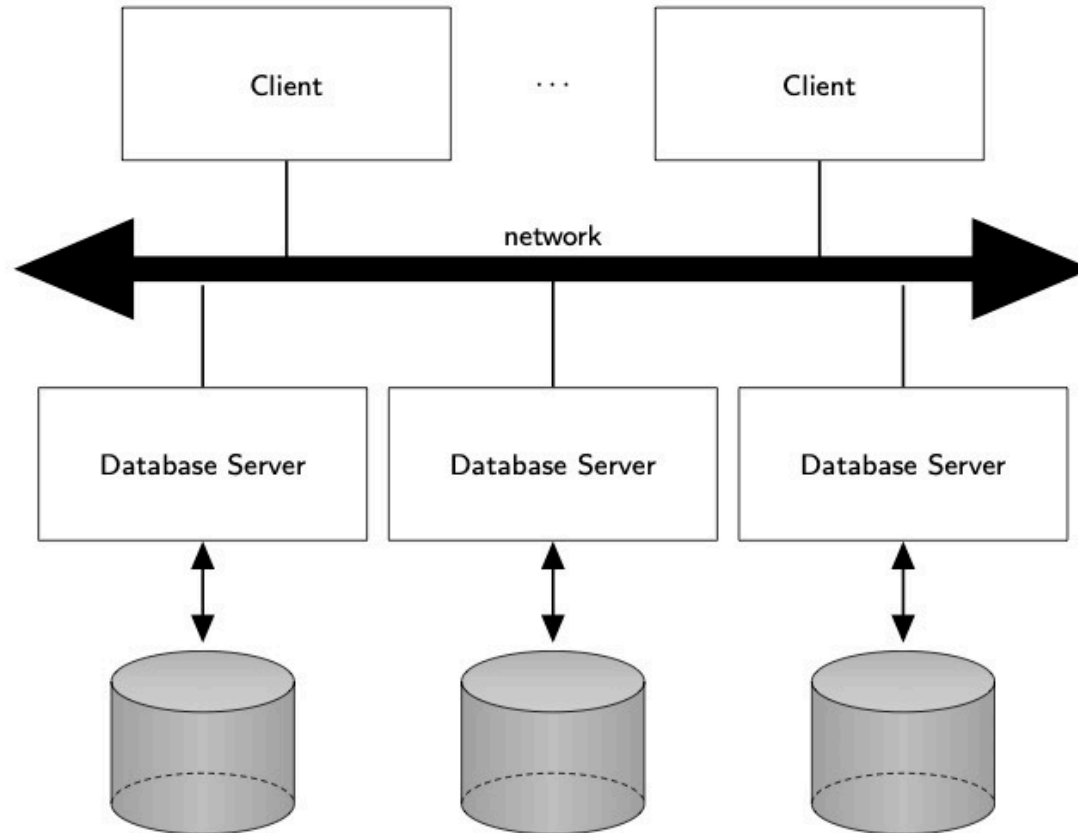 Client
...
Client
network
Database Server
Database Server
Database Server